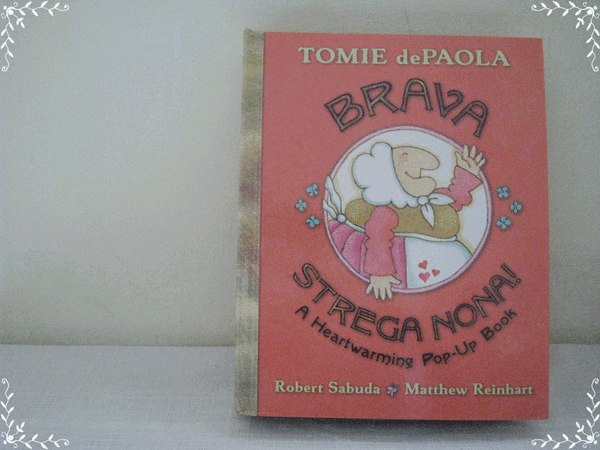 TOMIE dePAOLA
BRAVA
STREGA NONA!
A Heartwarming Pop-Up Book
Robert Sabuda Matthew Reinhart